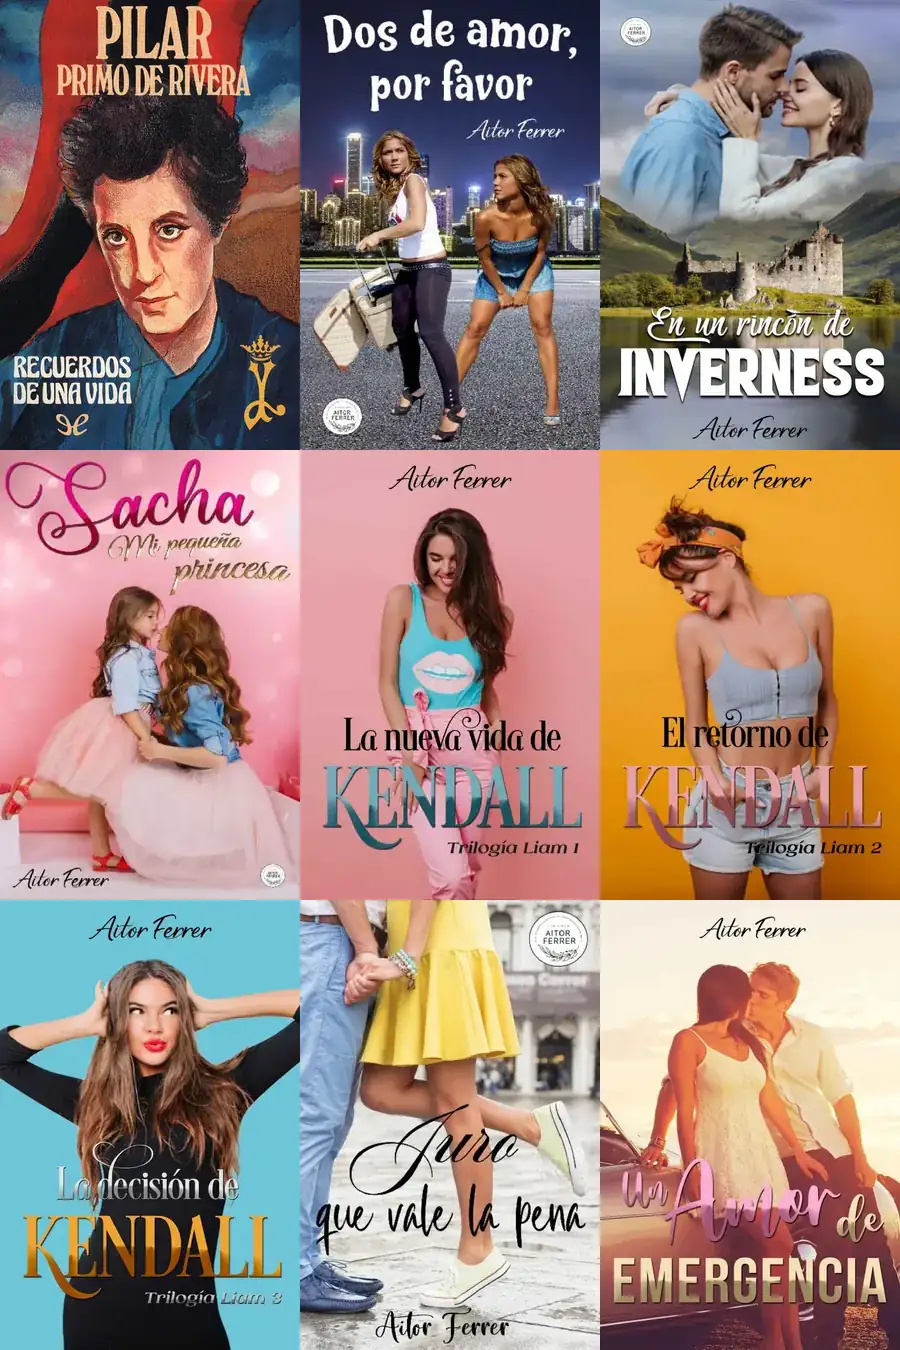 PILAR
PRIMO DE RIVERA
RECUERDOS
DE UNA VIDA
Dos de amor,
por favor
Aitor Ferrer
AITOR
FERRER
AITOR
FERRER
En un rincón de
INVERNESS
Aitor Ferrer
Sacha
Mi pequeña
princesa
Aitor Ferrer
AITOR
FERRER
Aitor Ferrer
La nueva vida de
KENDALL
Trilogía Liam 1
Aitor Ferrer
El retorno de
KENDALL
Trilogía Liam 2
Aitor Ferrer
La decisión de
KENDALL
Trilogía Liam 3
AITOR
FERRER
Juro
que vale la pena
Aitor Ferrer
Aitor Ferrer
Un Amor de
EMERGENCIA